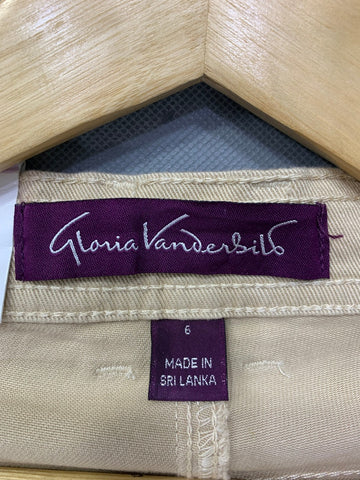 Gloria Vanderbilt
6
MADE IN
SRI LANKA